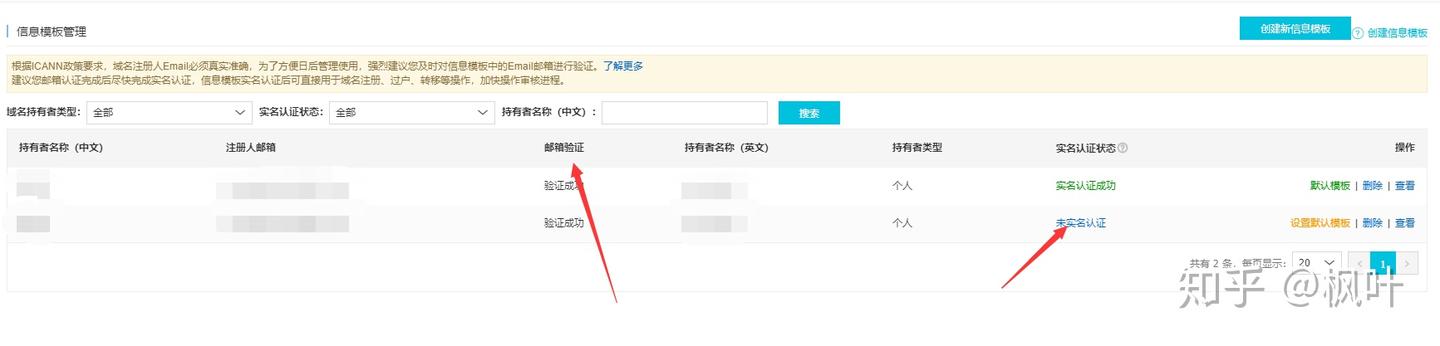 信息模板管理
创建新信息模板
? 创建信息模板
根据ICANN政策要求，域名注册人Email必须真实准确，为了方便日后管理使用，强烈建议您及时对信息模板中的Email邮箱进行验证。了解更多
建议您邮箱认证完成后尽快完成实名认证，信息模板实名认证后可直接用于域名注册、过户、转移等操作，加快操作审核进程。
域名持有者类型： 全部 实名认证状态： 全部 持有者名称（中文）： 搜索
持有者名称（中文） 注册人邮箱 邮箱验证 持有者名称（英文） 持有者类型 实名认证状态? 操作
验证成功 个人 实名认证成功 默认模板 | 删除 | 查看
验证成功 个人 未实名认证 设置默认模板 | 删除 | 查看
共有 2 条，每页显示： 20 < 1 >
知乎 @枫叶